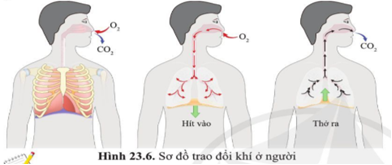 O₂
CO₂
O₂
Hít vào
CO₂
Thở ra
Hình 23.6. Sơ đồ trao đổi khí ở người